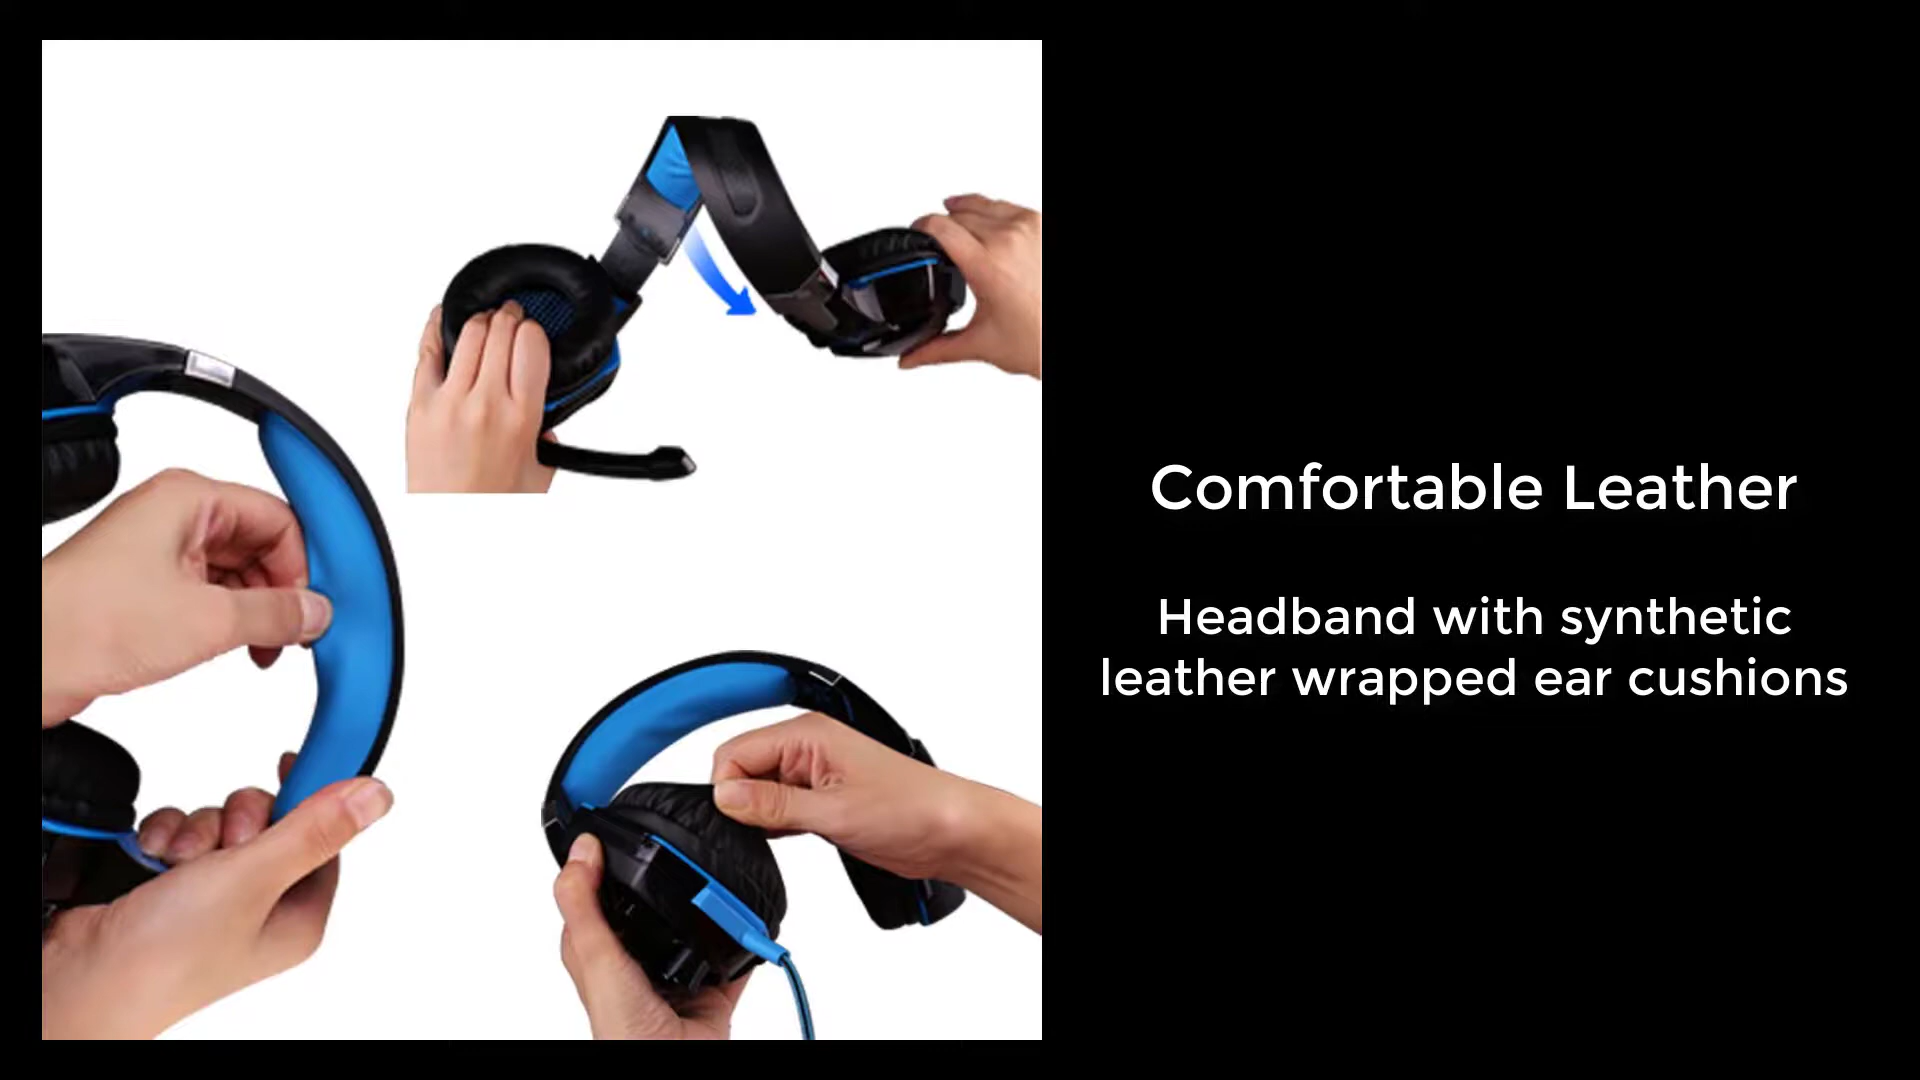 Comfortable Leather
Headband with synthetic
leather wrapped ear cushions